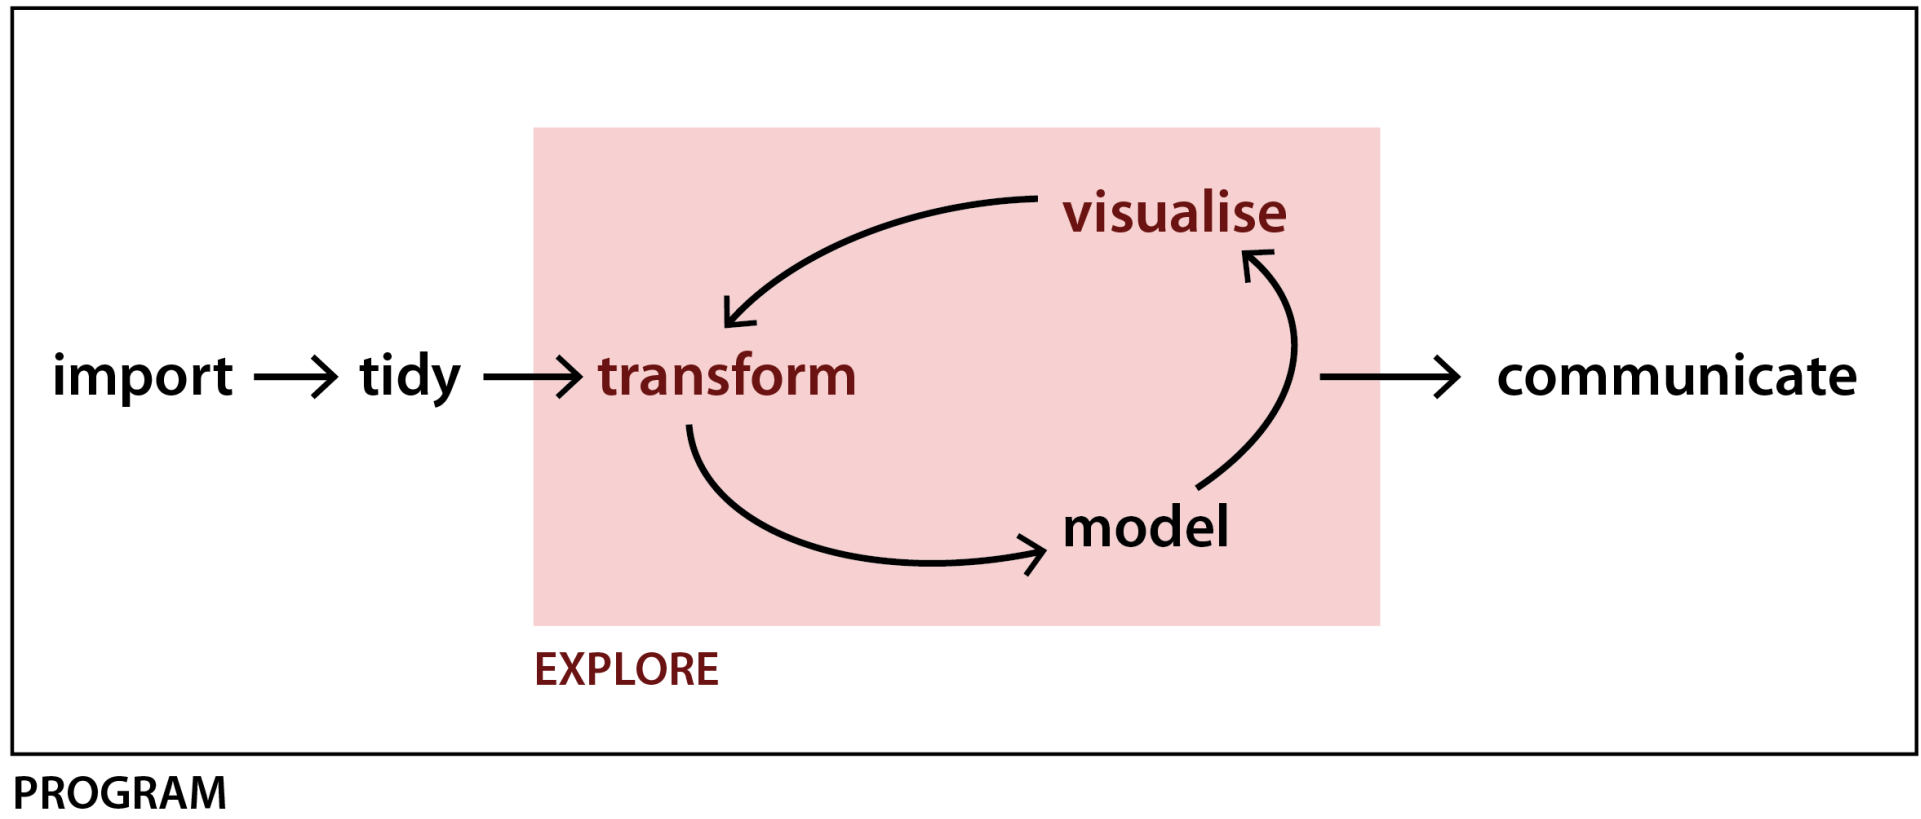 visualise
import
tidy
transform
communicate
model
EXPLORE
PROGRAM